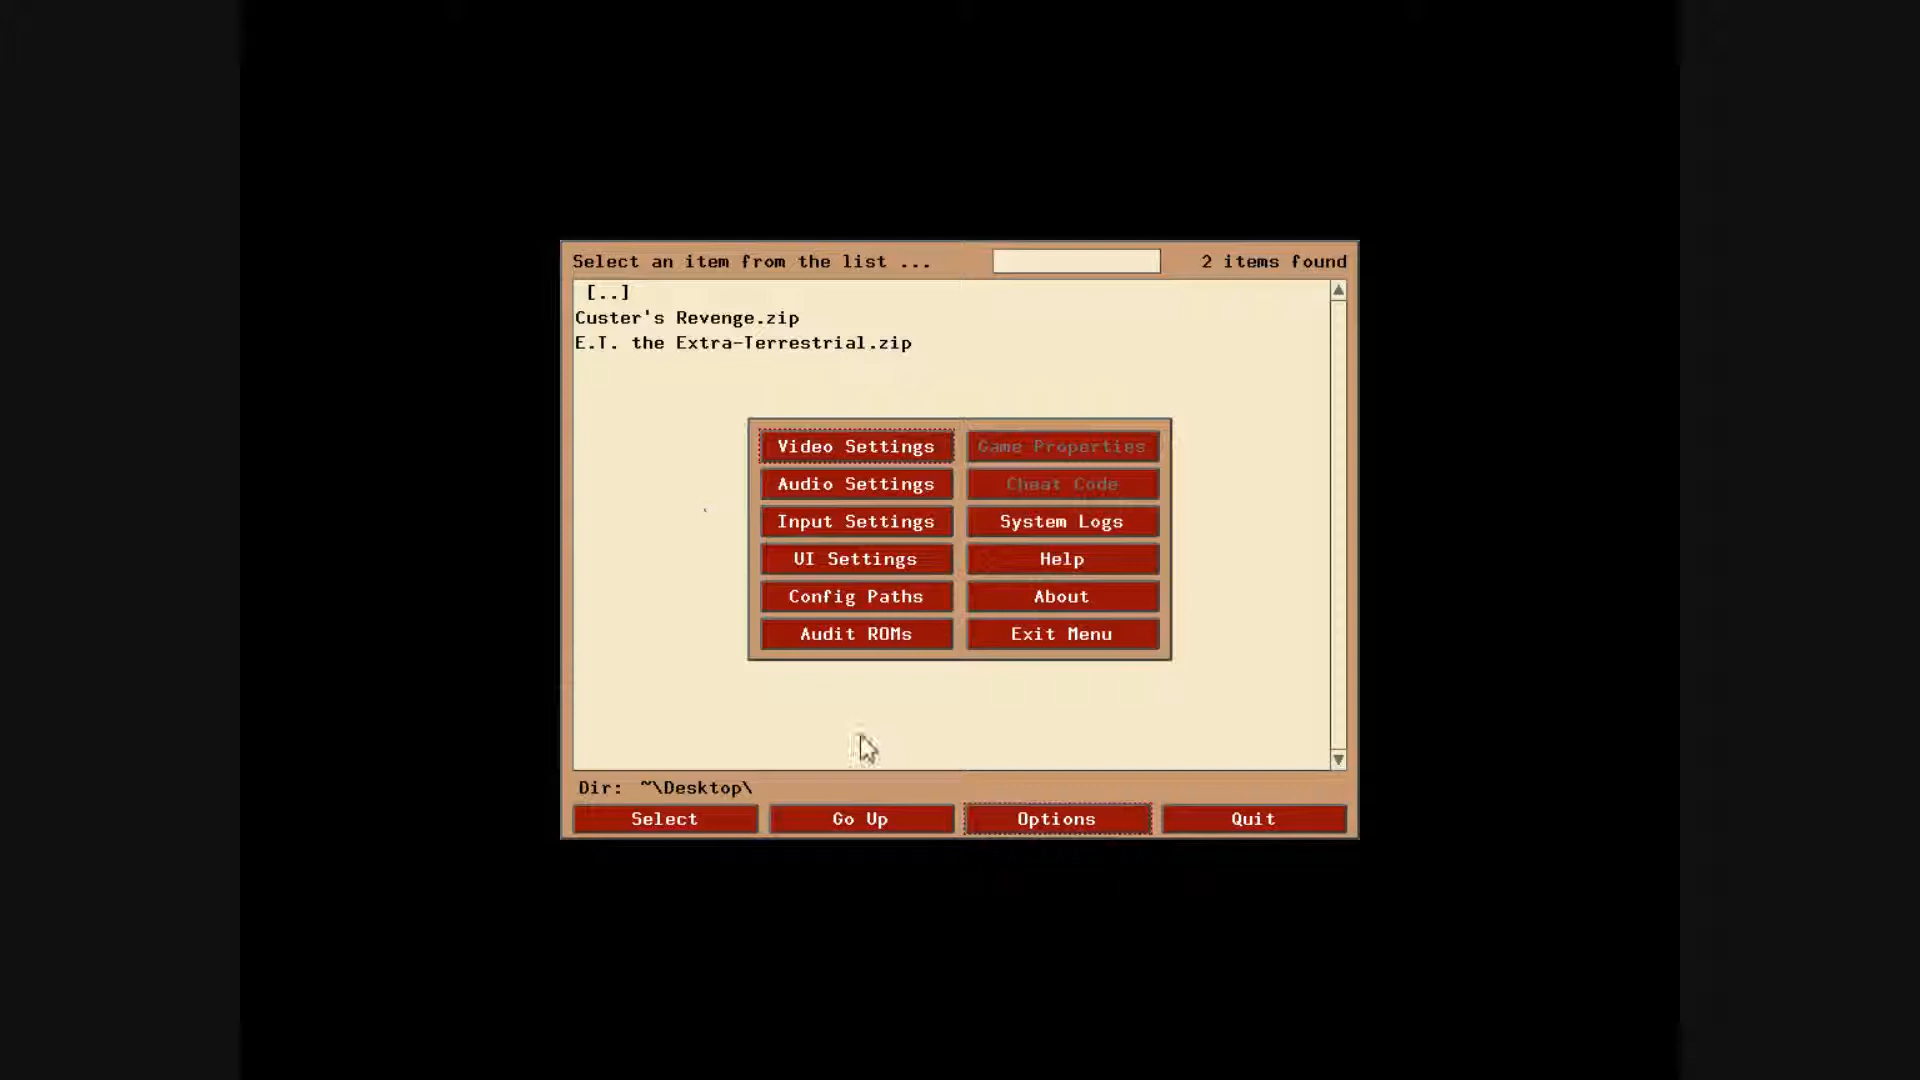 Select an item from the list ...
2 items found
[..]
Custer's Revenge.zip
E.T. the Extra-Terrestrial.zip
Video Settings
Game Properties
Audio Settings
Cheat Code
Input Settings
System Logs
UI Settings
Help
Config Paths
About
Audit ROMs
Exit Menu
Dir: ~\Desktop\
Select
Go Up
Options
Quit